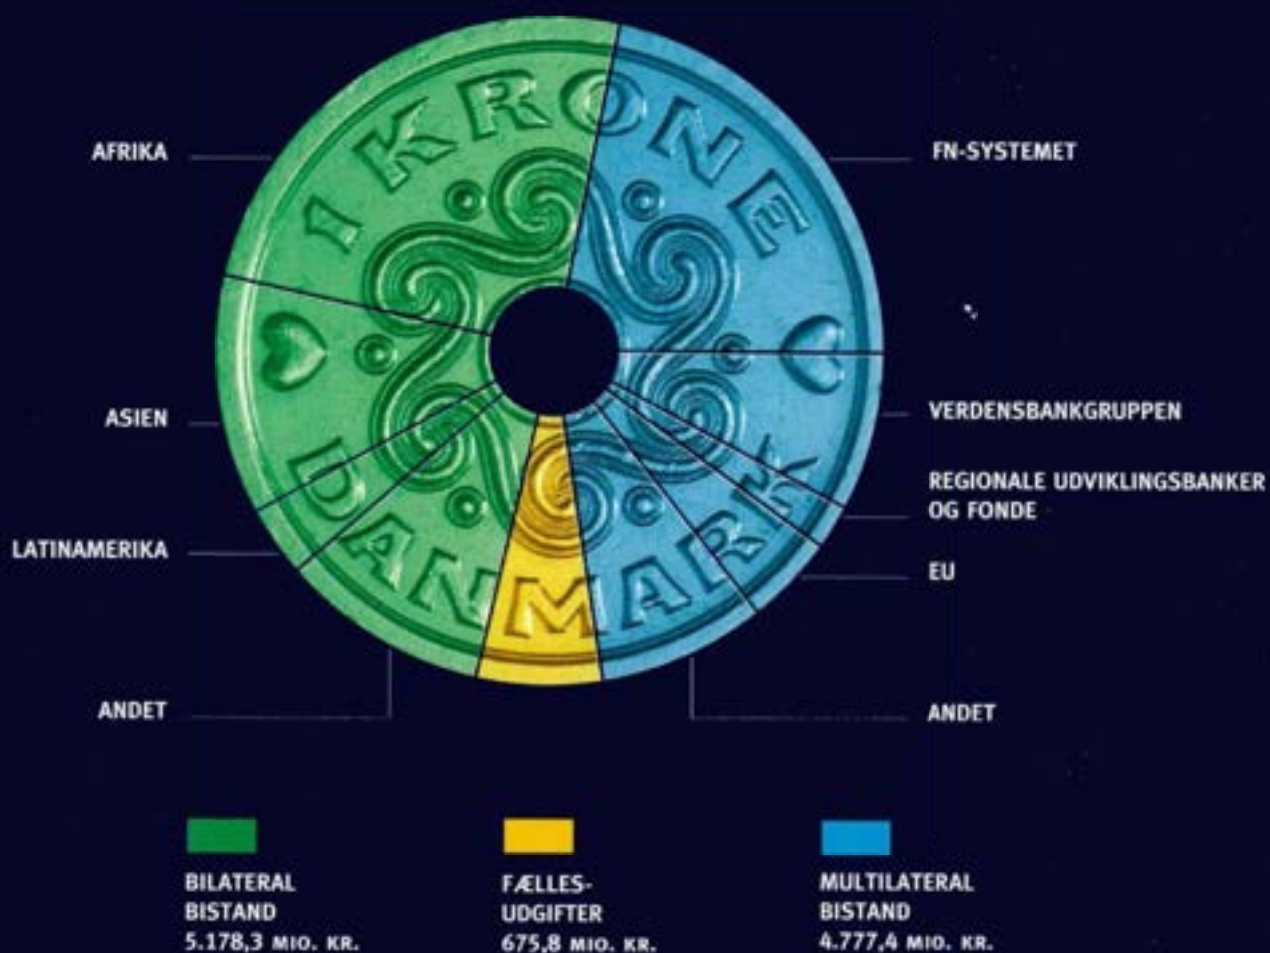 1 KRONE
DANMARK
AFRIKA
ASIEN
LATINAMERIKA
ANDET
FN-SYSTEMET
VERDENSBANKGRUPPEN
REGIONALE UDVIKLINGSBANKER
OG FONDE
EU
ANDET
BILATERAL
BISTAND
5.178,3 MIO. KR.
FÆLLES-
UDGIFTER
675,8 MIO. KR.
MULTILATERAL
BISTAND
4.777,4 MIO. KR.